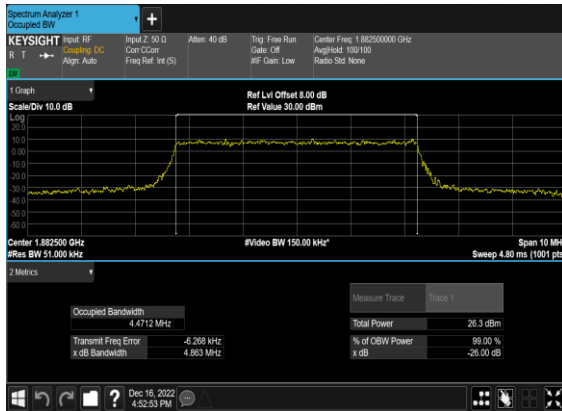 Spectrum Analyzer 1
Occupied BW
+
KEYSIGHT
R T
Input: RF
Coupling: DC
Align: Auto
Input Z: 50 Ω
Corr CCorr
Freq Ref: Int (S)
Atten: 40 dB
Trig: Free Run
Gate: Off
#IF Gain: Low
Center Freq: 1.882500000 GHz
Avg|Hold: 100/100
Radio Std: None
1 Graph
Scale/Div 10.0 dB
Ref Lvl Offset 8.00 dB
Ref Value 30.00 dBm
Log
20.0
10.0
0.00
-10.0
-20.0
-30.0
-40.0
-50.0
-60.0
Center 1.882500 GHz
#Res BW 51.000 kHz
#Video BW 150.00 kHz*
Span 10 MH
Sweep 4.80 ms (1001 pts
2 Metrics
Measure Trace
Trace 1
Occupied Bandwidth
4.4712 MHz
Total Power
26.3 dBm
Transmit Freq Error
-6.268 kHz
% of OBW Power
99.00 %
x dB Bandwidth
4.863 MHz
x dB
-26.00 dB
?
Dec 16, 2022
4:52:53 PM